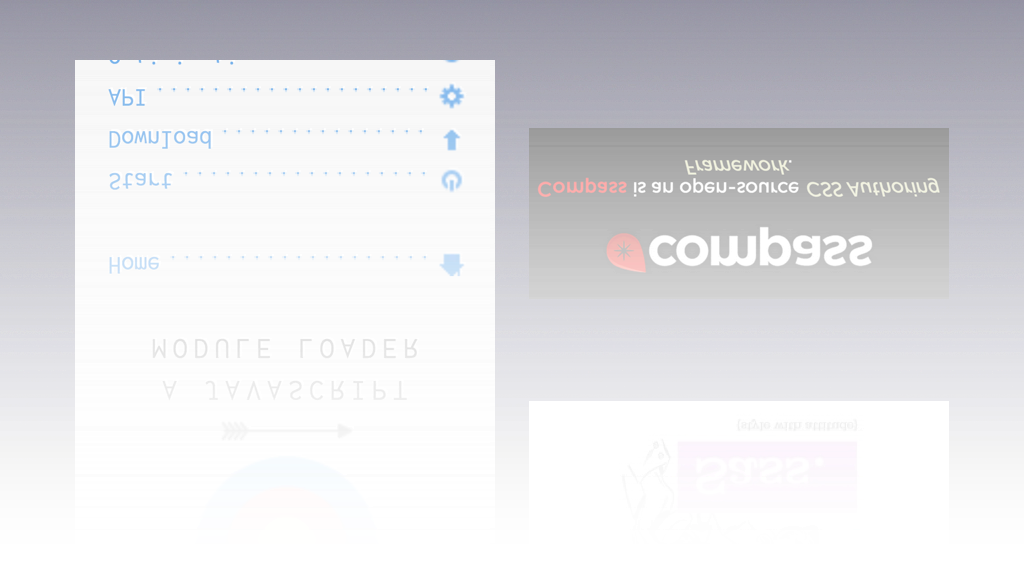 API
Download
Start
Home
MODULE LOADER
A JAVASCRIPT
Framework.
Compass is an open-source CSS Authoring
compass
(style with attitude)
Sass.